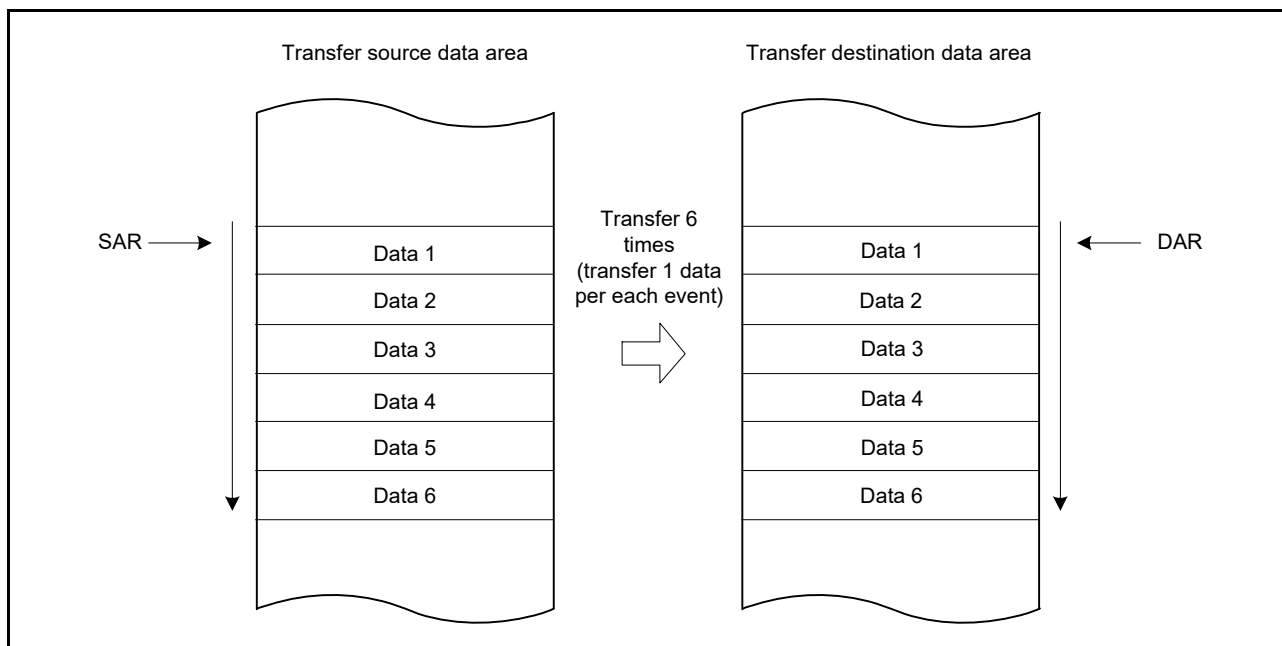 Transfer source data area
Transfer destination data area
SAR
Data 1
Data 2
Data 3
Data 4
Data 5
Data 6
Transfer 6
times
(transfer 1 data
per each event)
Data 1
Data 2
Data 3
Data 4
Data 5
Data 6
DAR